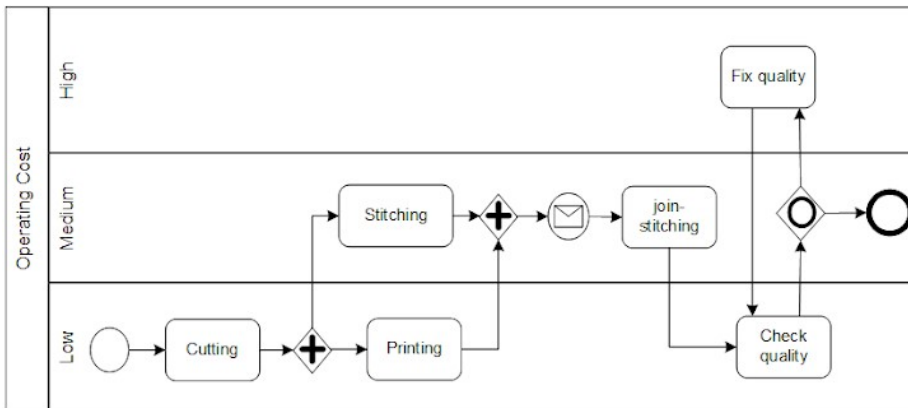 Operating Cost
High
Medium
Low
Fix quality
Stitching
join-
stitching
Cutting
Printing
Check
quality